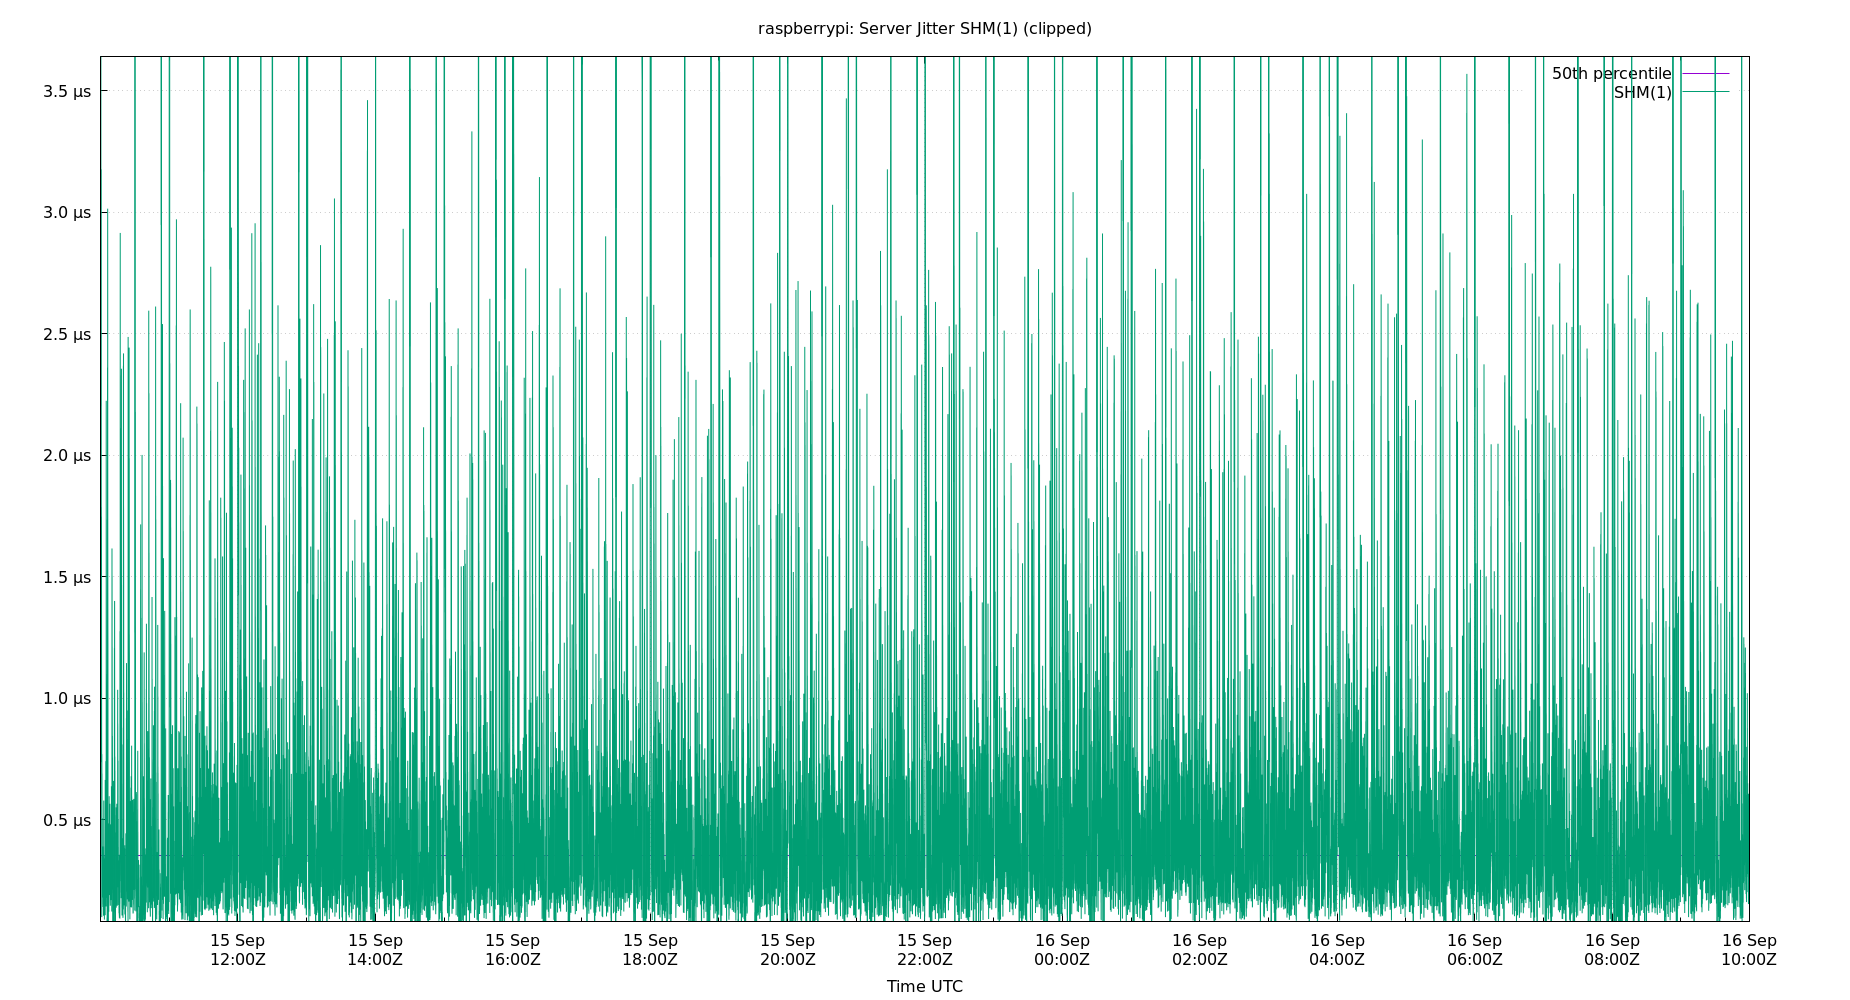 raspberrypi: Server Jitter SHM(1) (clipped)
50th percentile
SHM(1)
3.5 µs
3.0 µs
2.5 µs
2.0 µs
1.5 µs
1.0 µs
0.5 µs
15 Sep 15 Sep 15 Sep 15 Sep 15 Sep 15 Sep 16 Sep 16 Sep 16 Sep 16 Sep 16 Sep 16 Sep
12:00Z 14:00Z 16:00Z 18:00Z 20:00Z 22:00Z 00:00Z 02:00Z 04:00Z 06:00Z 08:00Z 10:00Z
Time UTC